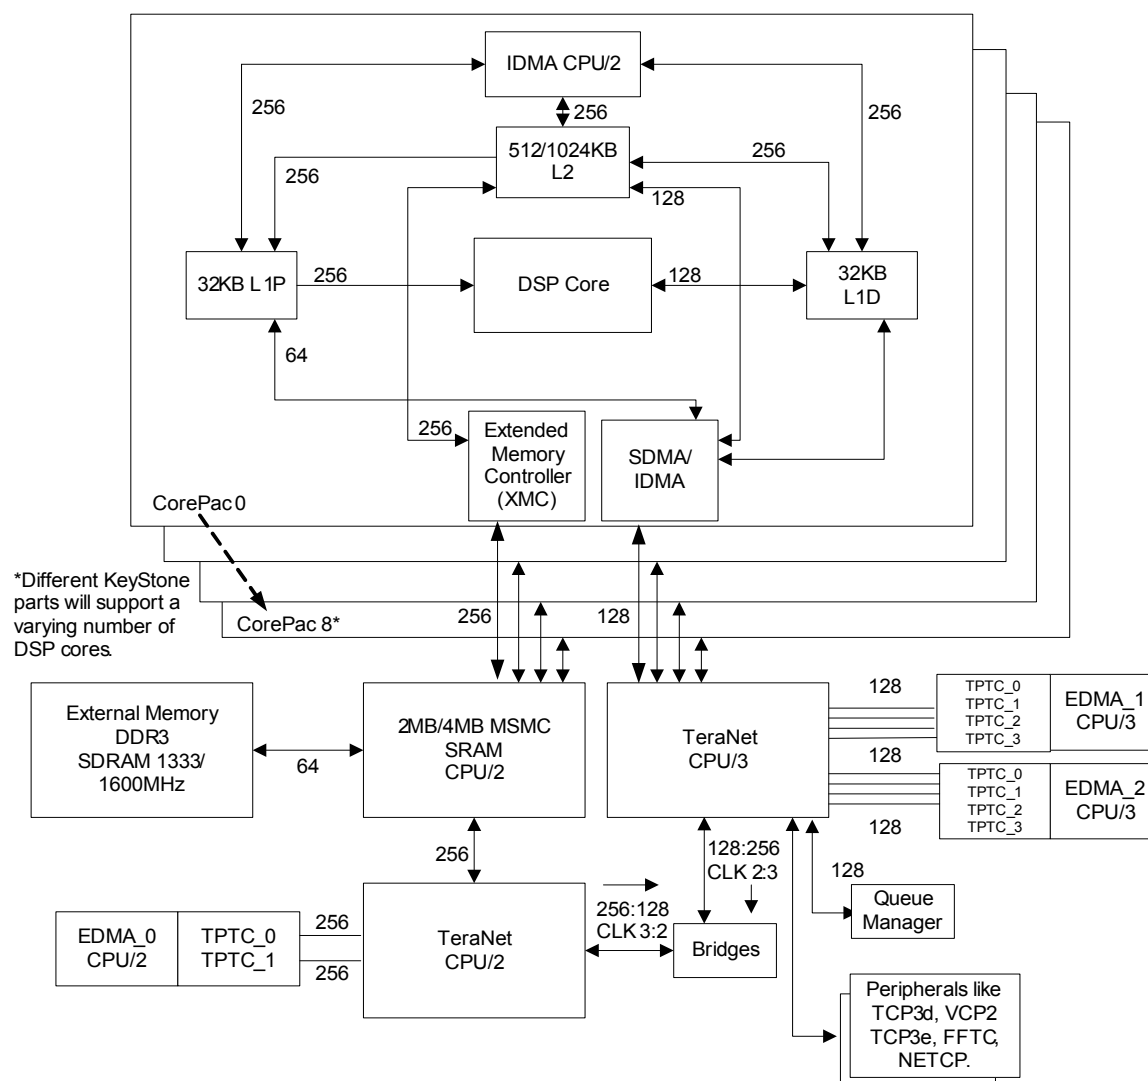 IDMA CPU/2
256
256
256
512/1024KB
L2
256
256
128
32KB L1P
256
DSP Core
128
32KB
L1D
64
256
Extended
Memory
Controller
(XMC)
SDMA/
IDMA
CorePac 0
*Different KeyStone
parts will support a
varying number of
DSP cores.
CorePac 8*
256
128
External Memory
DDR3
SDRAM 1333/
1600MHz
64
2MB/4MB MSMC
SRAM
CPU/2
TeraNet
CPU/3
128
TPTC_0
TPTC_1
TPTC_2
TPTC_3
EDMA_1
CPU/3
128
TPTC_0
TPTC_1
TPTC_2
TPTC_3
EDMA_2
CPU/3
128
256
128:256
CLK 2:3
128
Queue
Manager
EDMA_0
CPU/2
TPTC_0
TPTC_1
256
256
TeraNet
CPU/2
256:128
CLK 3:2
Bridges
Peripherals like
TCP3d, VCP2
TCP3e, FFTC,
NETCP.